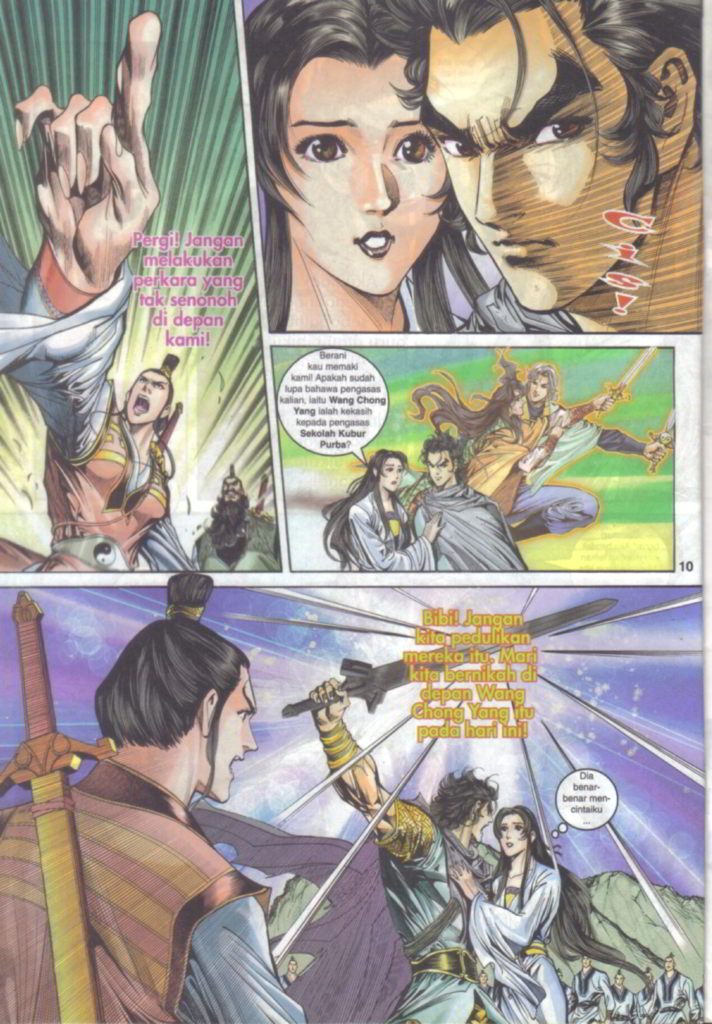 Pergi! Jangan
melakukan
perkara yang
tak senonoh
di depan
kami!
Berani
kau memaki
kami! Apakah sudah
lupa bahawa pengasas
kalian, iaitu Wang Chong
Yang ialah kekasih
kepada pengasas
Sekolah Kubur
Purba?
10
Bibi! Jangan
kita pedulikan
mereka itu. Mari
kita bernikah di
depan Wang
Chong Yang itu
pada hari ini!
Dia
benar-
benar men-
cintaiku
...